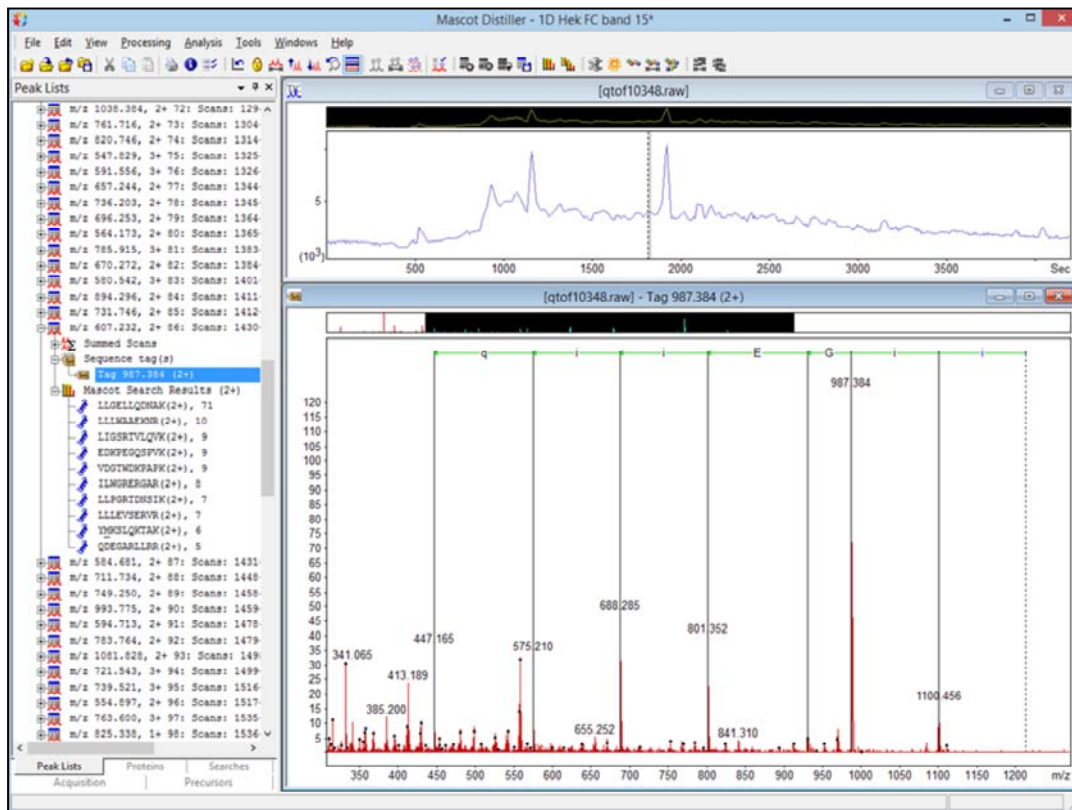 Mascot Distiller - 1D Hek FC band 15*
File Edit View Processing Analysis Tools Windows Help
Peak Lists
m/z 1038.384, 2+ 72: Scans: 129
m/z 761.716, 2+ 73: Scans: 1304
m/z 820.746, 2+ 74: Scans: 1314
m/z 547.829, 3+ 75: Scans: 1325
m/z 591.556, 3+ 76: Scans: 1326
m/z 657.244, 2+ 77: Scans: 1344
m/z 736.203, 2+ 78: Scans: 1345
m/z 696.253, 2+ 79: Scans: 1364
m/z 564.173, 2+ 80: Scans: 1365
m/z 785.915, 3+ 81: Scans: 1383
m/z 670.272, 2+ 82: Scans: 1384
m/z 580.542, 3+ 83: Scans: 1401
m/z 894.296, 2+ 84: Scans: 1411
m/z 731.746, 2+ 85: Scans: 1412
m/z 607.232, 2+ 86: Scans: 1430
Summed Scans
Sequence tag(s)
Tag 987.384 (2+)
Mascot Search Results (2+)
LLGELLQDNAK(2+), 71
LLLWAAEKNR(2+), 10
LIGSRTVLQVK(2+), 9
EDKPEGQSPVK(2+), 9
VDGTWDKPAPK(2+), 9
ILWGRERGAR(2+), 8
LLPGRIDNSIK(2+), 7
LLLEVSERVR(2+), 7
YMKSLQKTAK(2+), 6
QDEGARLLRR(2+), 5
m/z 584.681, 2+ 87: Scans: 1431
m/z 711.734, 2+ 88: Scans: 1448
m/z 749.250, 2+ 89: Scans: 1458
m/z 993.775, 2+ 90: Scans: 1459
m/z 594.713, 2+ 91: Scans: 1478
m/z 783.764, 2+ 92: Scans: 1479
m/z 1081.828, 2+ 93: Scans: 149
m/z 721.543, 3+ 94: Scans: 1499
m/z 739.521, 3+ 95: Scans: 1516
m/z 554.897, 2+ 96: Scans: 1517
m/z 763.600, 3+ 97: Scans: 1535
m/z 825.338, 1+ 98: Scans: 1536
Peak Lists Proteins Searches
Acquisition Precursors
[qtof10348.raw]
5
(10³)
500 1000 1500 2000 2500 3000 3500 Sec
[qtof10348.raw] - Tag 987.384 (2+)
q i i E G i i
120
115
110
105
100
95
90
85
80
75
70
65
60
55
50
45
40
35
30
25
20
15
10
5
987.384
688.285
801.352
447.165
575.210
341.065
413.189
385.200
655.252
841.310
1100.456
350 400 450 500 550 600 650 700 750 800 850 900 950 1000 1050 1100 1150 1200 m/z